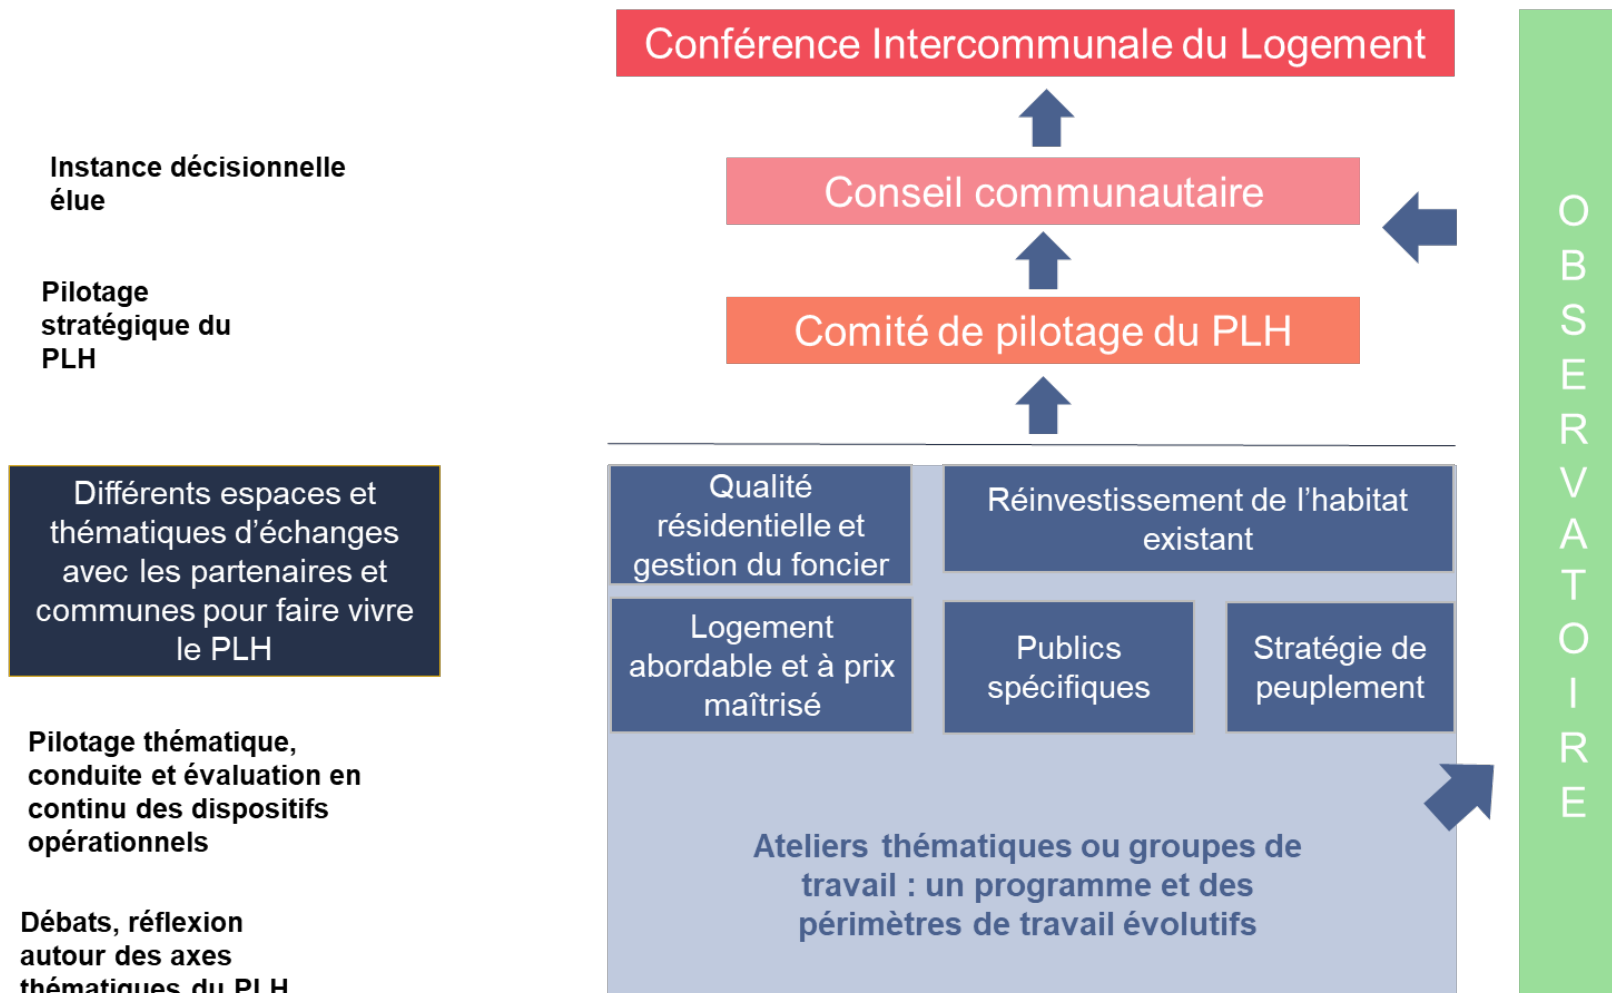 Conférence Intercommunale du Logement
Instance décisionnelle
élue
Conseil communautaire
Pilotage
stratégique du
PLH
Comité de pilotage du PLH
Différents espaces et
thématiques d’échanges
avec les partenaires et
communes pour faire vivre
le PLH
Qualité
résidentielle et
gestion du foncier
Réinvestissement de l’habitat
existant
Logement
abordable et à prix
maîtrisé
Publics
spécifiques
Stratégie de
peuplement
Pilotage thématique,
conduite et évaluation en
continu des dispositifs
opérationnels
Ateliers thématiques ou groupes de
travail : un programme et des
périmètres de travail évolutifs
Débats, réflexion
autour des axes
thématiques du PLH
O
B
S
E
R
V
A
T
O
I
R
E